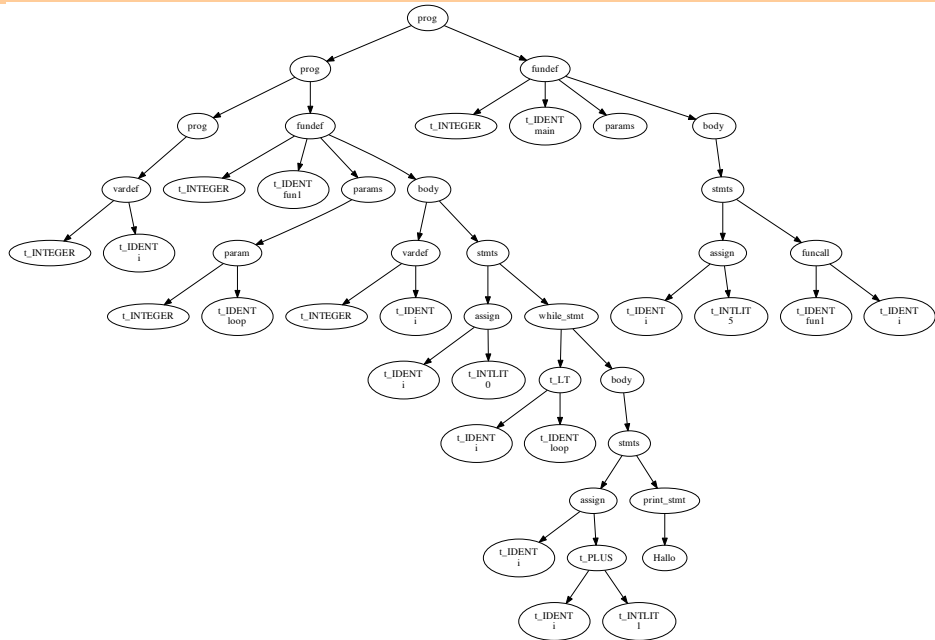 prog
prog
fundef
prog
fundef
t_INTEGER
t_IDENT
main
params
body
vardef
t_INTEGER
t_IDENT
fun1
params
body
stmts
t_INTEGER
t_IDENT
i
param
vardef
stmts
assign
funcall
t_INTEGER
t_IDENT
loop
t_INTEGER
t_IDENT
i
assign
while_stmt
t_IDENT
i
t_INTLIT
5
t_IDENT
fun1
t_IDENT
i
t_IDENT
i
t_INTLIT
0
t_LT
body
t_IDENT
i
t_IDENT
loop
stmts
assign
print_stmt
t_IDENT
i
t_PLUS
Hallo
t_IDENT
i
t_INTLIT
1